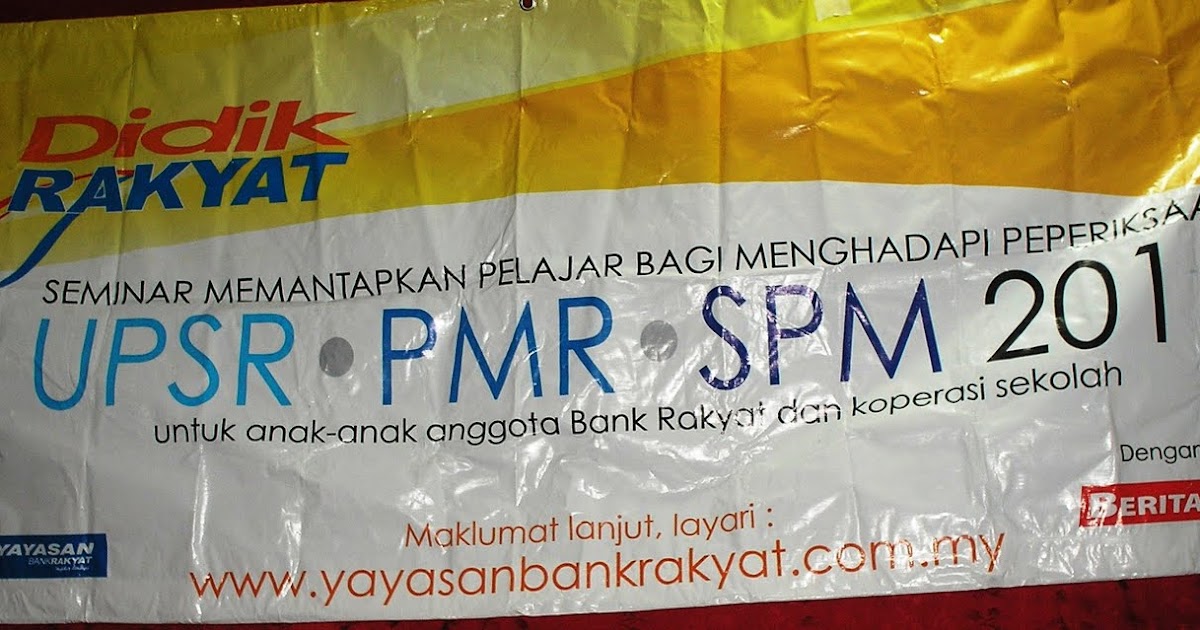 Didik
RAKYAT
SEMINAR MEMANTAPKAN PELAJAR BAGI MENGHADAPI PEPERIKSAA
UPSR • PMR • SPM 201
untuk anak-anak anggota Bank Rakyat dan koperasi sekolah
Dengan
BERITA
YAYASAN
BANKRAKYAT
Maklumat lanjut, layari :
www.yayasanbankrakyat.com.my